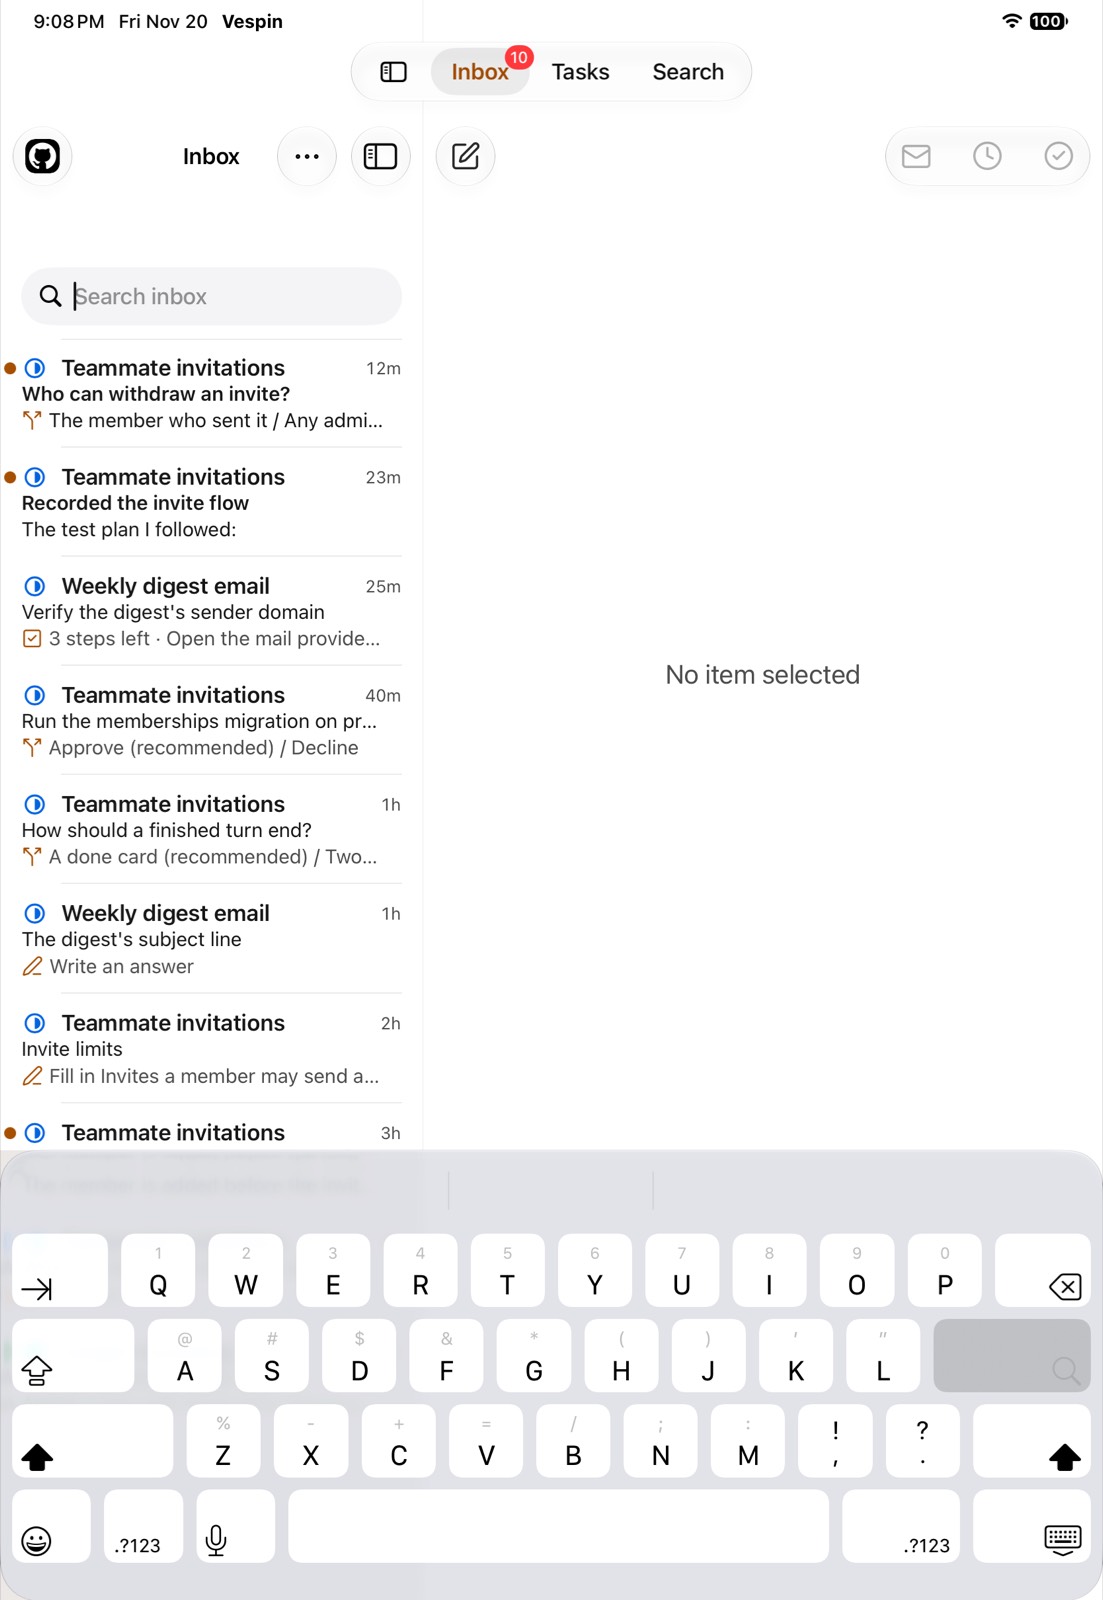 9:08 PM Fri Nov 20 Vespin
100
Inbox 10 Tasks Search
Inbox
Search inbox
Teammate invitations 12m
Who can withdraw an invite?
The member who sent it / Any admi...
Teammate invitations 23m
Recorded the invite flow
The test plan I followed:
Weekly digest email 25m
Verify the digest's sender domain
3 steps left · Open the mail provide...
Teammate invitations 40m
Run the memberships migration on pr...
Approve (recommended) / Decline
Teammate invitations 1h
How should a finished turn end?
A done card (recommended) / Two...
Weekly digest email 1h
The digest's subject line
Write an answer
Teammate invitations 2h
Invite limits
Fill in Invites a member may send a...
Teammate invitations 3h
No item selected
1 2 3 4 5 6 7 8 9 0
Q W E R T Y U I O P
@ # $ & * ( ) ' "
A S D F G H J K L
% - + = / ; : ! ?
Z X C V B N M , .
.?123 .?123